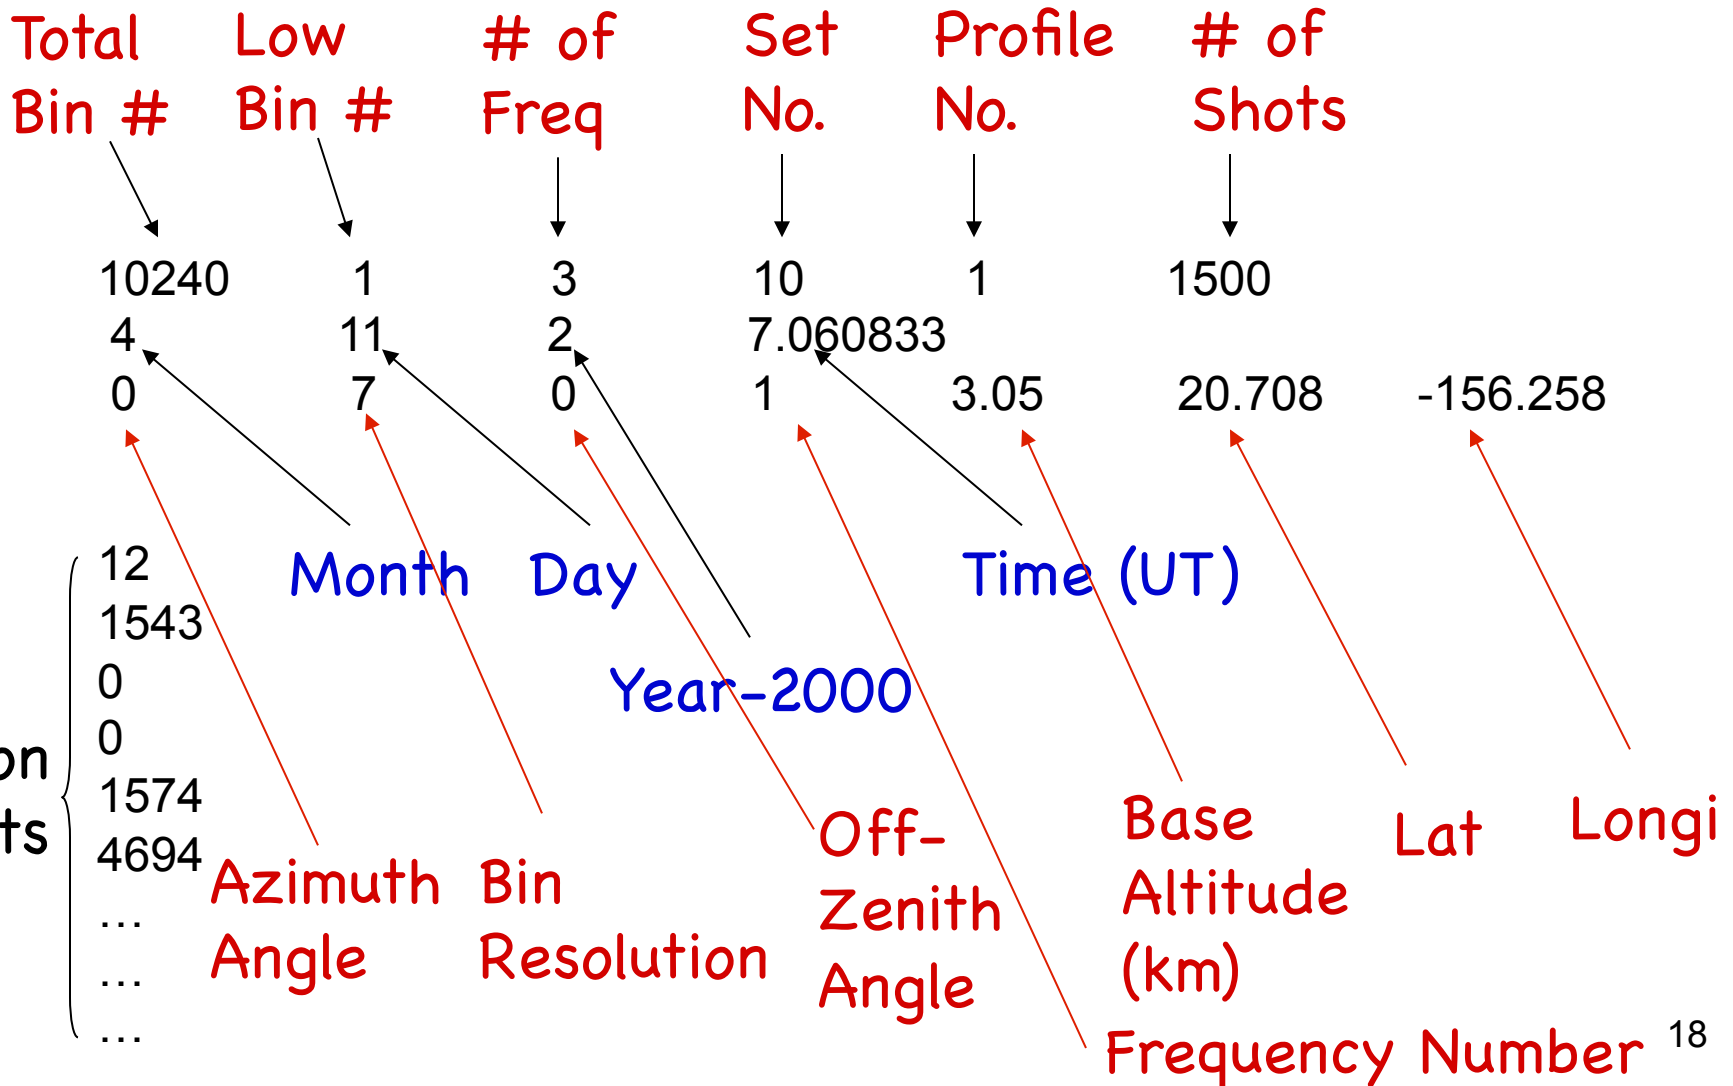 Total Low # of Set Profile # of
Bin # Bin # Freq No. No. Shots
10240 1 3 10 1 1500
4 11 2 7.060833
0 7 0 1 3.05 20.708 -156.258
12
Month Day Time (UT)
1543
0
Year-2000
0
on
1574
ts
4694
Azimuth
Angle
Bin
Resolution
Off-
Zenith
Angle
Base
Altitude
(km)
Lat
Longi
…
…
…
Frequency Number
18